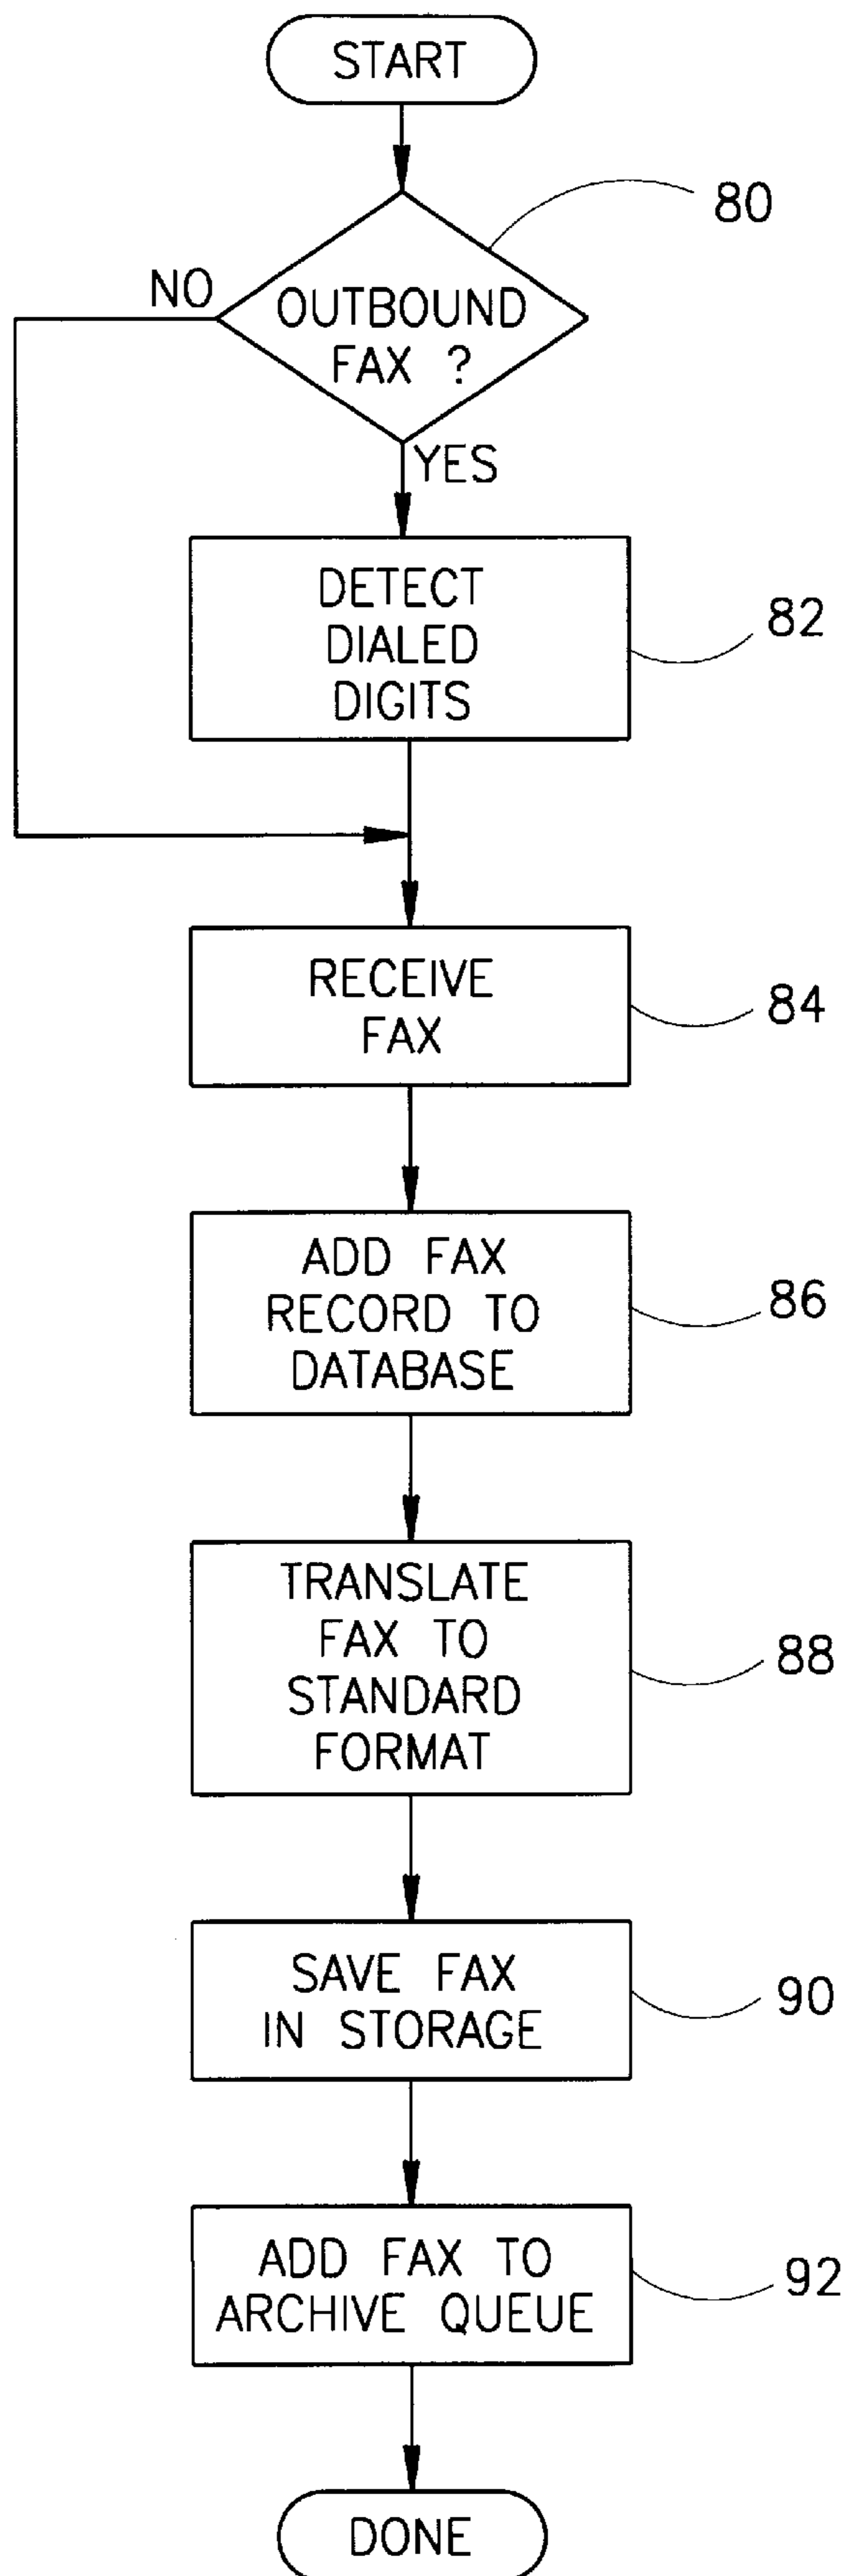 START
80
NO
OUTBOUND
FAX ?
YES
DETECT
DIALED
DIGITS
82
RECEIVE
FAX
84
ADD FAX
RECORD TO
DATABASE
86
TRANSLATE
FAX TO
STANDARD
FORMAT
88
SAVE FAX
IN STORAGE
90
ADD FAX TO
ARCHIVE QUEUE
92
DONE